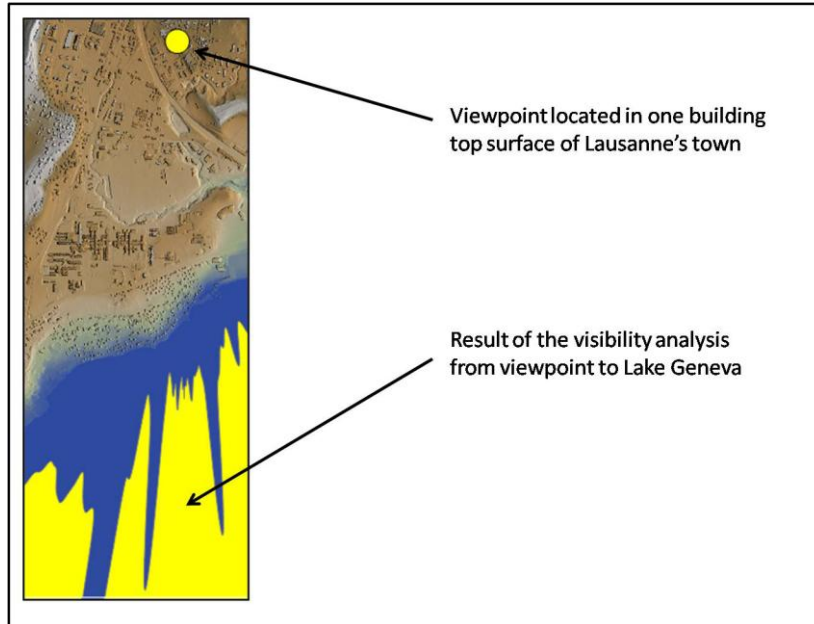 Viewpoint located in one building
top surface of Lausanne's town
Result of the visibility analysis
from viewpoint to Lake Geneva